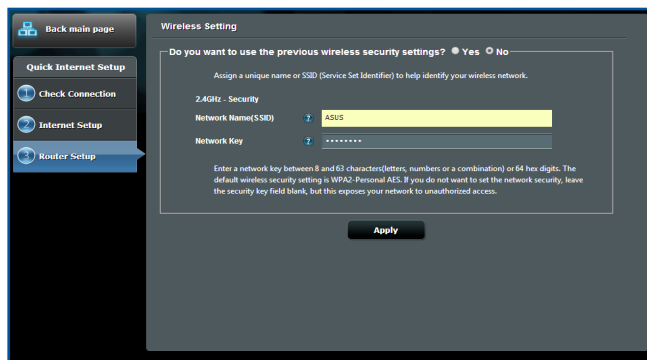 Back main page
Quick Internet Setup
1 Check Connection
2 Internet Setup
3 Router Setup
Wireless Setting
Do you want to use the previous wireless security settings? Yes No
Assign a unique name or SSID (Service Set Identifier) to help identify your wireless network.
2.4GHz - Security
Network Name(SSID) ? ASUS
Network Key ? ••••••••
Enter a network key between 8 and 63 characters(letters, numbers or a combination) or 64 hex digits. The
default wireless security setting is WPA2-Personal AES. If you do not want to set the network security, leave
the security key field blank, but this exposes your network to unauthorized access.
Apply